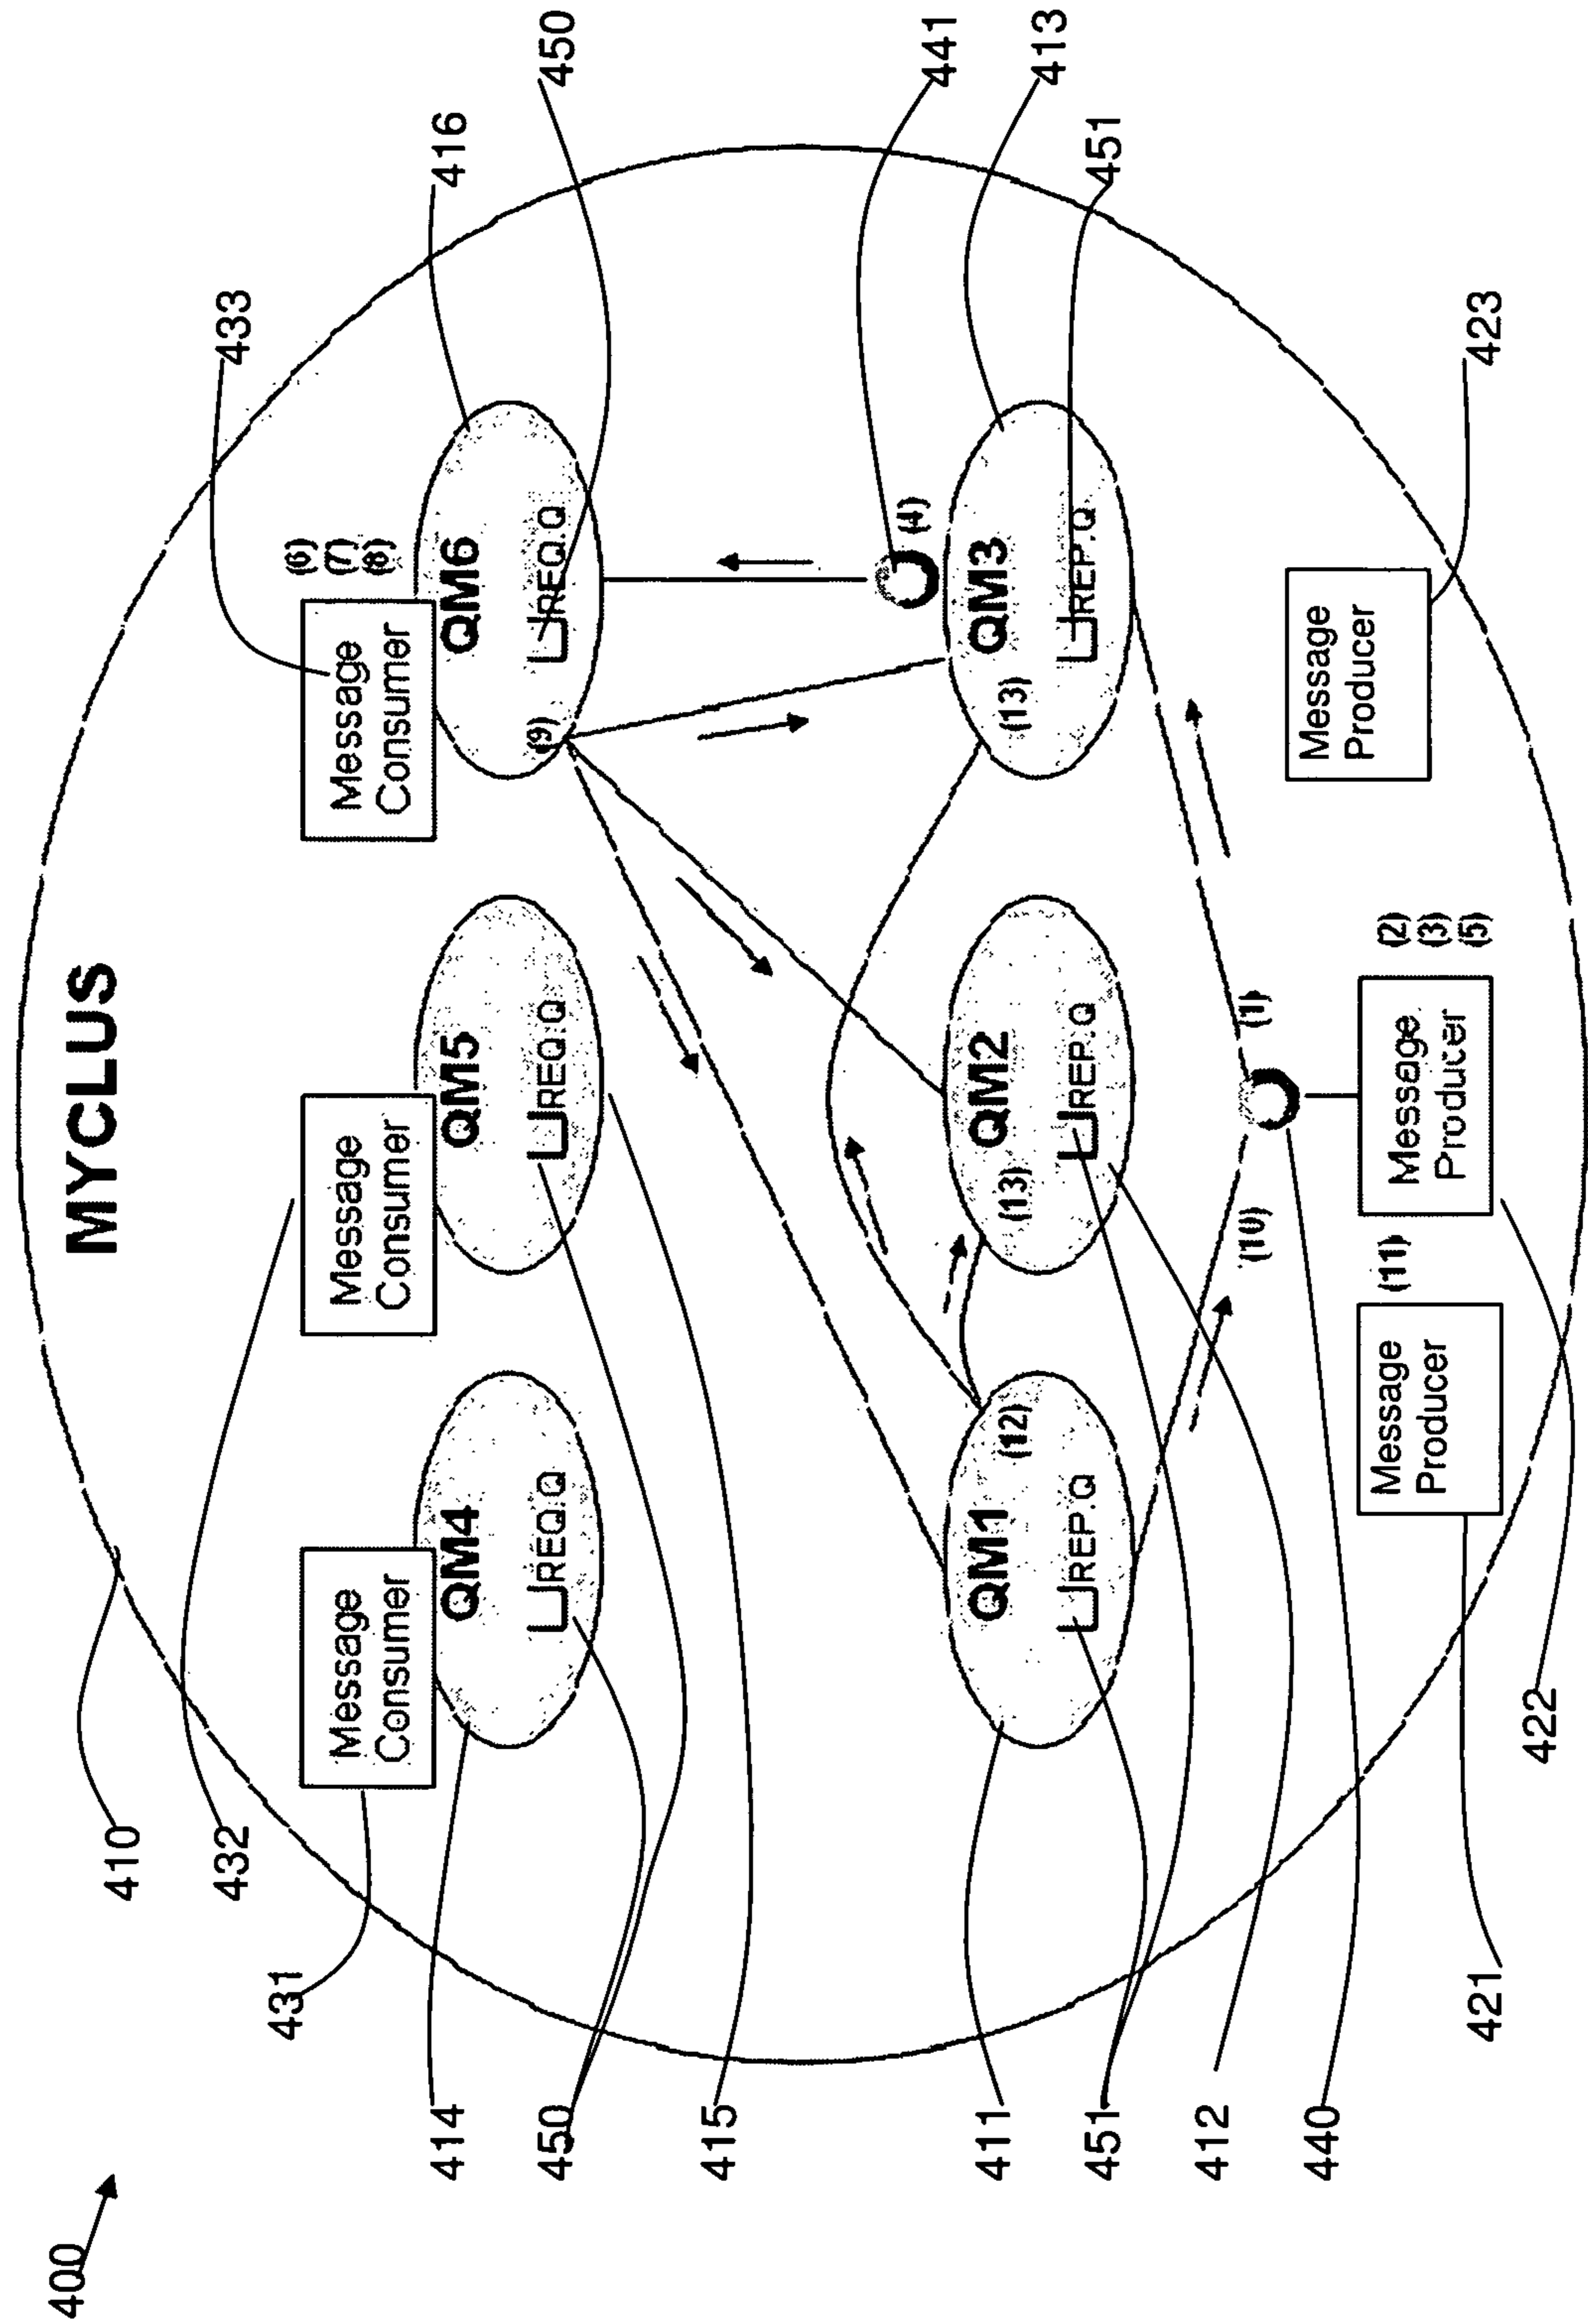 400
MYCLUS
410
432
431
433
416
450
Message
Consumer
Message
Consumer
Message
Consumer
(6)
(7)
(8)
QM4
REQ.Q
QM5
REQ.Q
QM6
REQ.Q
(9)
414
450
415
441
(4)
413
451
QM1
REP.Q
(12)
QM2
REP.Q
(13)
QM3
REP.Q
(13)
411
451
412
440
(10)
(1)
Message
Producer
(11)
Message
Producer
(2)
(3)
(5)
Message
Producer
423
421
422